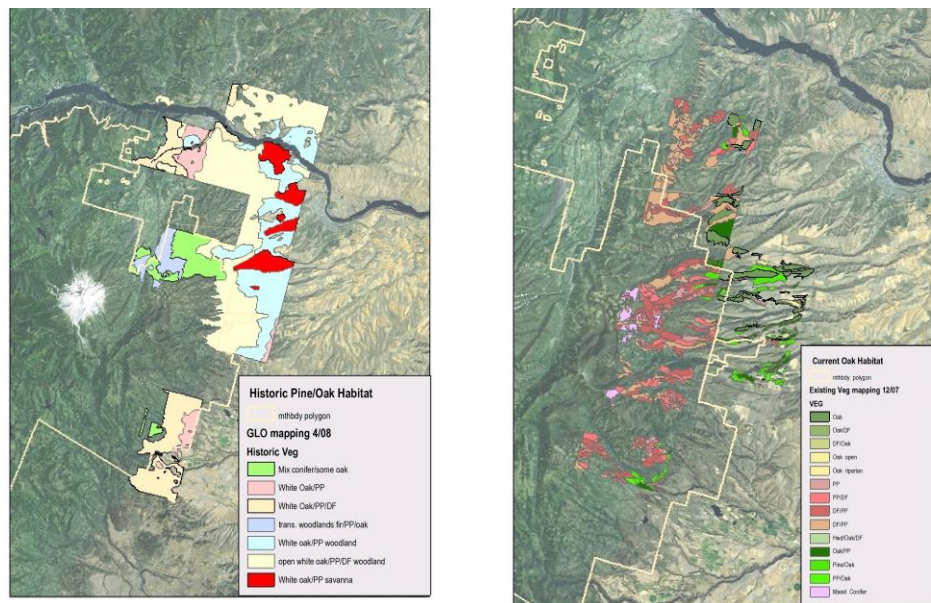 Historic Pine/Oak Habitat
mthbdy polygon
GLO mapping 4/08
Historic Veg
Mix conifer/some oak
White Oak/PP
White Oak/PP/DF
trans. woodlands fir/PP/oak
White oak/PP woodland
open white oak/PP/DF woodland
White oak/PP savanna
Current Oak Habitat
mthbdy polygon
Existing Veg mapping 12/07
VEG
Oak
Oak/DF
DF/Oak
Oak open
Oak riparian
PP
PP/DF
DF/PP
DF/PP
Hwd/Oak/DF
Oak/PP
Pine/Oak
PP/Oak
Mixed Conifer